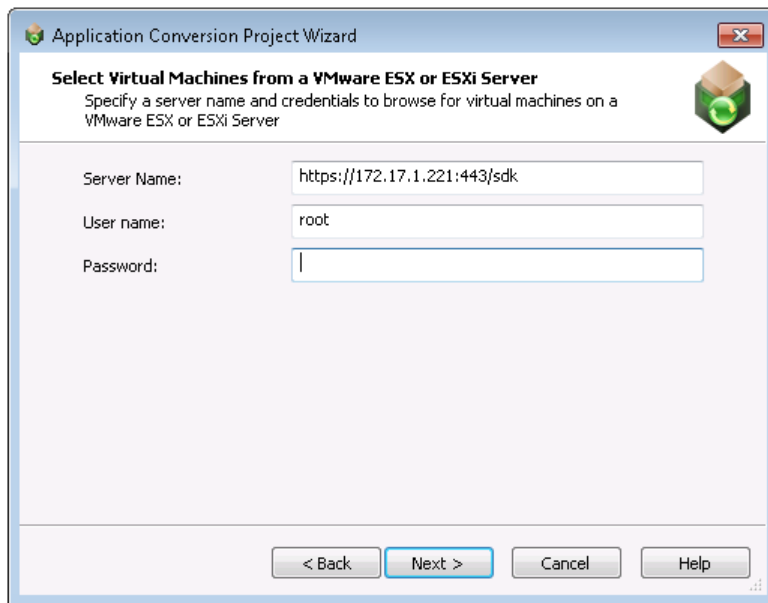 Application Conversion Project Wizard
Select Virtual Machines from a VMware ESX or ESXi Server
Specify a server name and credentials to browse for virtual machines on a
VMware ESX or ESXi Server
Server Name: https://172.17.1.221:443/sdk
User name: root
Password:
< Back Next > Cancel Help